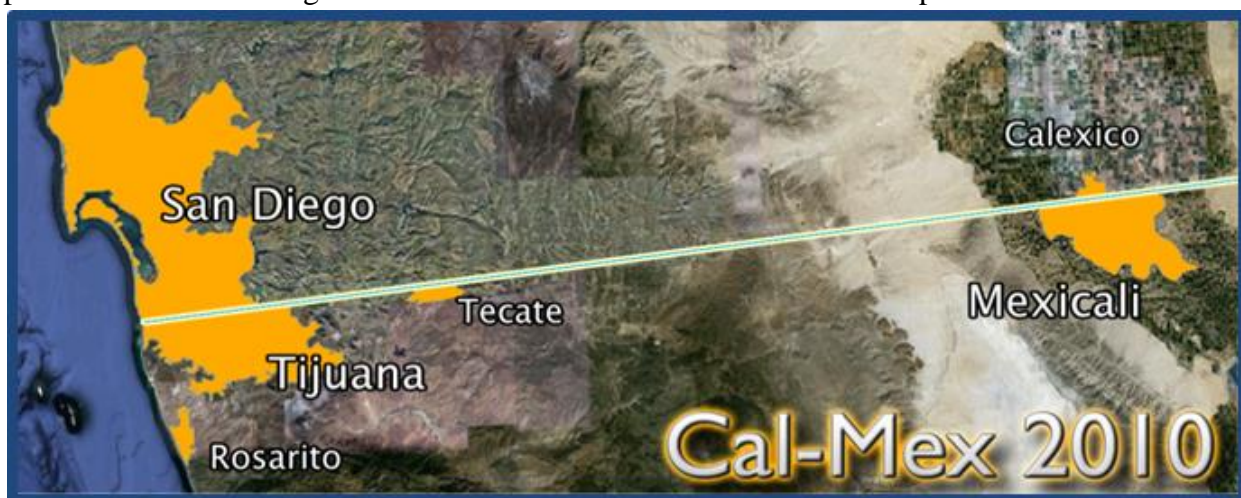 Calexico
San Diego
Mexicali
Tecate
Tijuana
Rosarito
Cal-Mex 2010